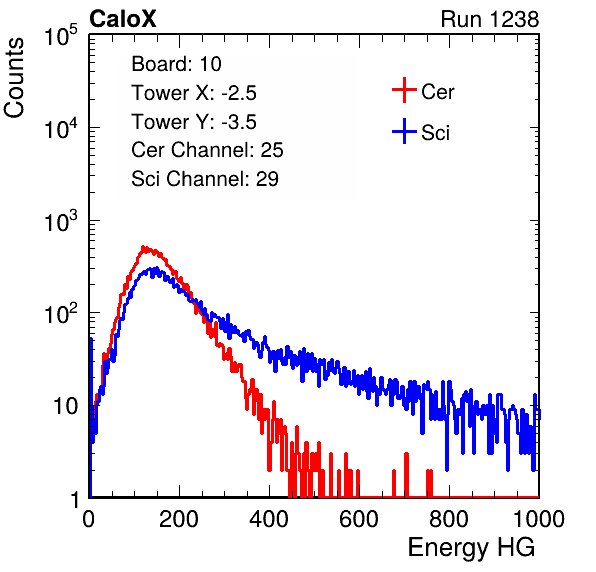 CaloX Run 1238
Counts
10^5
10^4
10^3
10^2
10
1
Board: 10
Tower X: -2.5
Tower Y: -3.5
Cer Channel: 25
Sci Channel: 29
Cer
Sci
0 200 400 600 800 1000
Energy HG